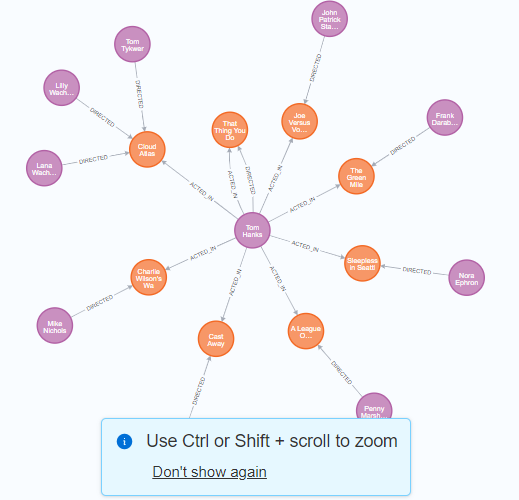 John
Patrick
Sta...
Tom
Tykwer
DIRECTED
DIRECTED
Lilly
Wach...
DIRECTED
Frank
Darab...
DIRECTED
That
Thing You
Do
Joe
Versus
Vo...
Cloud
Atlas
Lana
Wach...
DIRECTED
The
Green
Mile
ACTED_IN
ACTED_IN
DIRECTED
ACTED_IN
ACTED_IN
Tom
Hanks
ACTED_IN
ACTED_IN
ACTED_IN
ACTED_IN
Sleepless
in Seattl
DIRECTED
Nora
Ephron
Charlie
Wilson's
Wa
DIRECTED
Mike
Nichols
Cast
Away
A League
O...
DIRECTED
DIRECTED
Penny
Marsh...
Use Ctrl or Shift + scroll to zoom
Don't show again